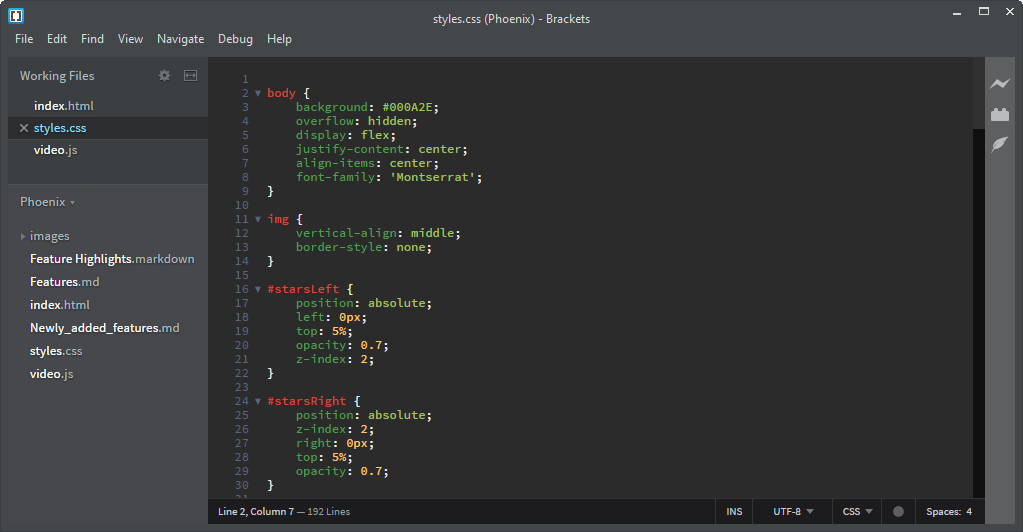 styles.css (Phoenix) - Brackets
File Edit Find View Navigate Debug Help
Working Files
index.html
styles.css
video.js
Phoenix
images
Feature Highlights.markdown
Features.md
index.html
Newly_added_features.md
styles.css
video.js
1
2 body {
3     background: #000A2E;
4     overflow: hidden;
5     display: flex;
6     justify-content: center;
7     align-items: center;
8     font-family: 'Montserrat';
9 }
10
11 img {
12     vertical-align: middle;
13     border-style: none;
14 }
15
16 #starsLeft {
17     position: absolute;
18     left: 0px;
19     top: 5%;
20     opacity: 0.7;
21     z-index: 2;
22 }
23
24 #starsRight {
25     position: absolute;
26     z-index: 2;
27     right: 0px;
28     top: 5%;
29     opacity: 0.7;
30 }
31
Line 2, Column 7 — 192 Lines INS UTF-8 CSS Spaces: 4